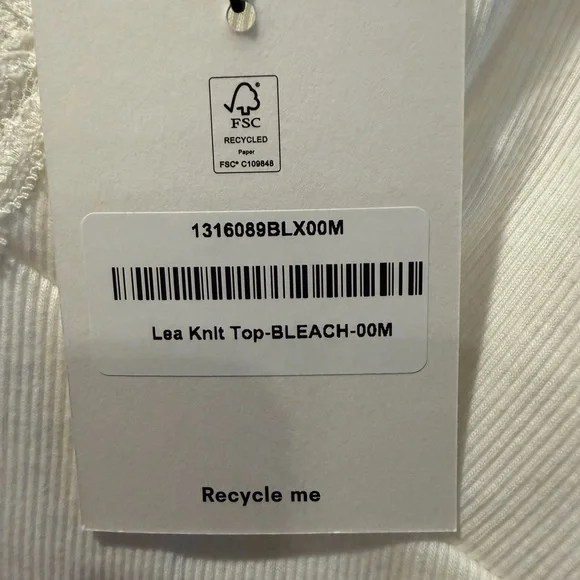 FSC
RECYCLED
Paper
FSC® C109848
1316089BLX00M
Lea Knit Top-BLEACH-00M
Recycle me